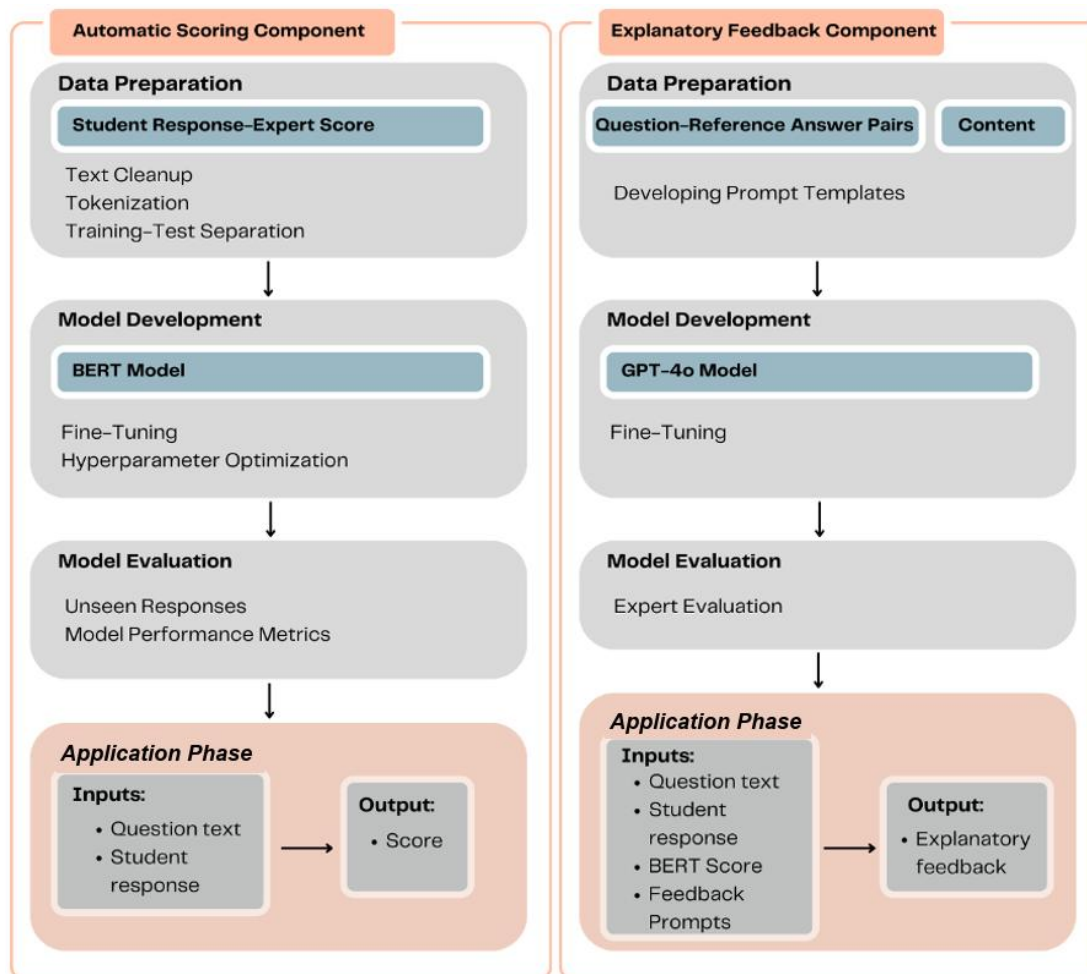 Automatic Scoring Component
Data Preparation
Student Response-Expert Score
Text Cleanup
Tokenization
Training-Test Separation
Model Development
BERT Model
Fine-Tuning
Hyperparameter Optimization
Model Evaluation
Unseen Responses
Model Performance Metrics
Application Phase
Inputs:
• Question text
• Student
response
Output:
• Score
Explanatory Feedback Component
Data Preparation
Question-Reference Answer Pairs
Content
Developing Prompt Templates
Model Development
GPT-4o Model
Fine-Tuning
Model Evaluation
Expert Evaluation
Application Phase
Inputs:
• Question text
• Student
response
• BERT Score
• Feedback
Prompts
Output:
• Explanatory
feedback